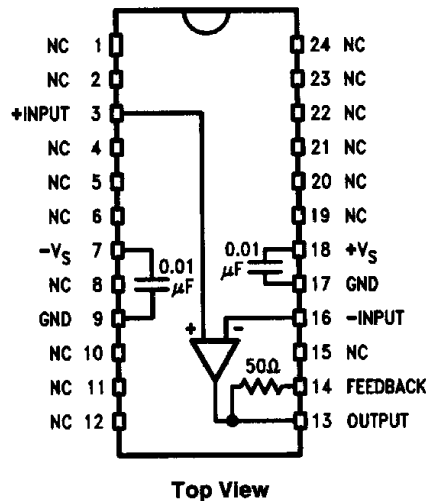 NC 1
NC 2
+INPUT 3
NC 4
NC 5
NC 6
-VS 7
NC 8
GND 9
NC 10
NC 11
NC 12
0.01
μF
+
-
50Ω
0.01
μF
24 NC
23 NC
22 NC
21 NC
20 NC
19 NC
18 +VS
17 GND
16 -INPUT
15 NC
14 FEEDBACK
13 OUTPUT
Top View